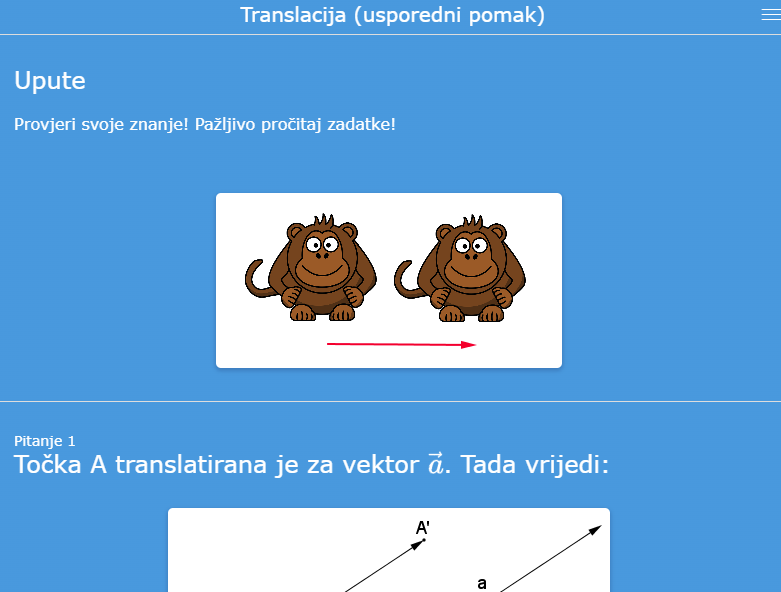 Translacija (usporedni pomak)
Upute
Provjeri svoje znanje! Pažljivo pročitaj zadatke!
Pitanje 1
Točka A translatirana je za vektor a⃗. Tada vrijedi:
A'
a